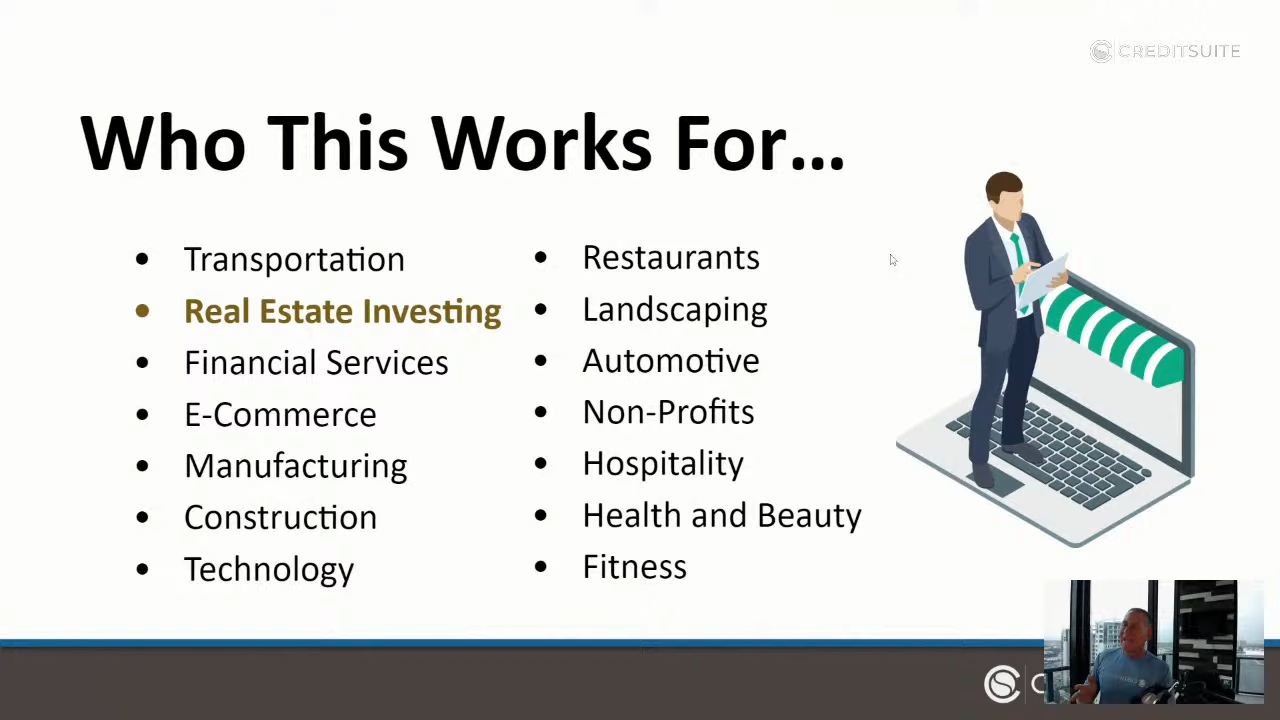 CREDITSUITE
Who This Works For...
• Transportation
• Real Estate Investing
• Financial Services
• E-Commerce
• Manufacturing
• Construction
• Technology
• Restaurants
• Landscaping
• Automotive
• Non-Profits
• Hospitality
• Health and Beauty
• Fitness